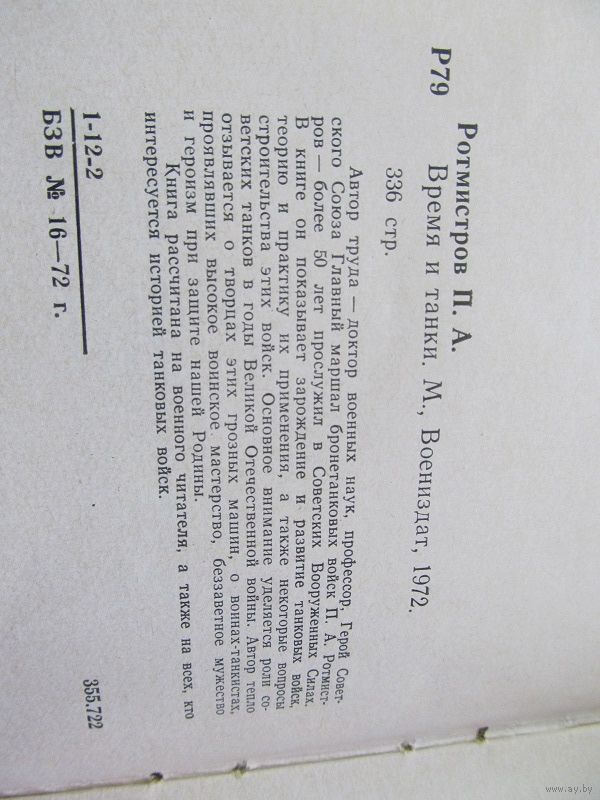 Ротмистров П. А.
Р79
Время и танки. М., Воениздат, 1972.
336 стр.
Автор труда — доктор военных наук, профессор, Герой Совет-
ского Союза Главный маршал бронетанковых войск П. А. Ротмист-
ров — более 50 лет прослужил в Советских Вооруженных Силах.
В книге он показывает зарождение и развитие танковых войск,
теорию и практику их применения, а также некоторые вопросы
строительства этих войск. Основное внимание уделяется роли со-
ветских танков в годы Великой Отечественной войны. Автор тепло
отзывается о творцах этих грозных машин, о воинах-танкистах,
проявлявших высокое воинское мастерство, беззаветное мужество
и героизм при защите нашей Родины.
Книга рассчитана на военного читателя, а также на всех, кто
интересуется историей танковых войск.
1-12-2
БЗВ № 16—72 г.
355.722
www.ay.by